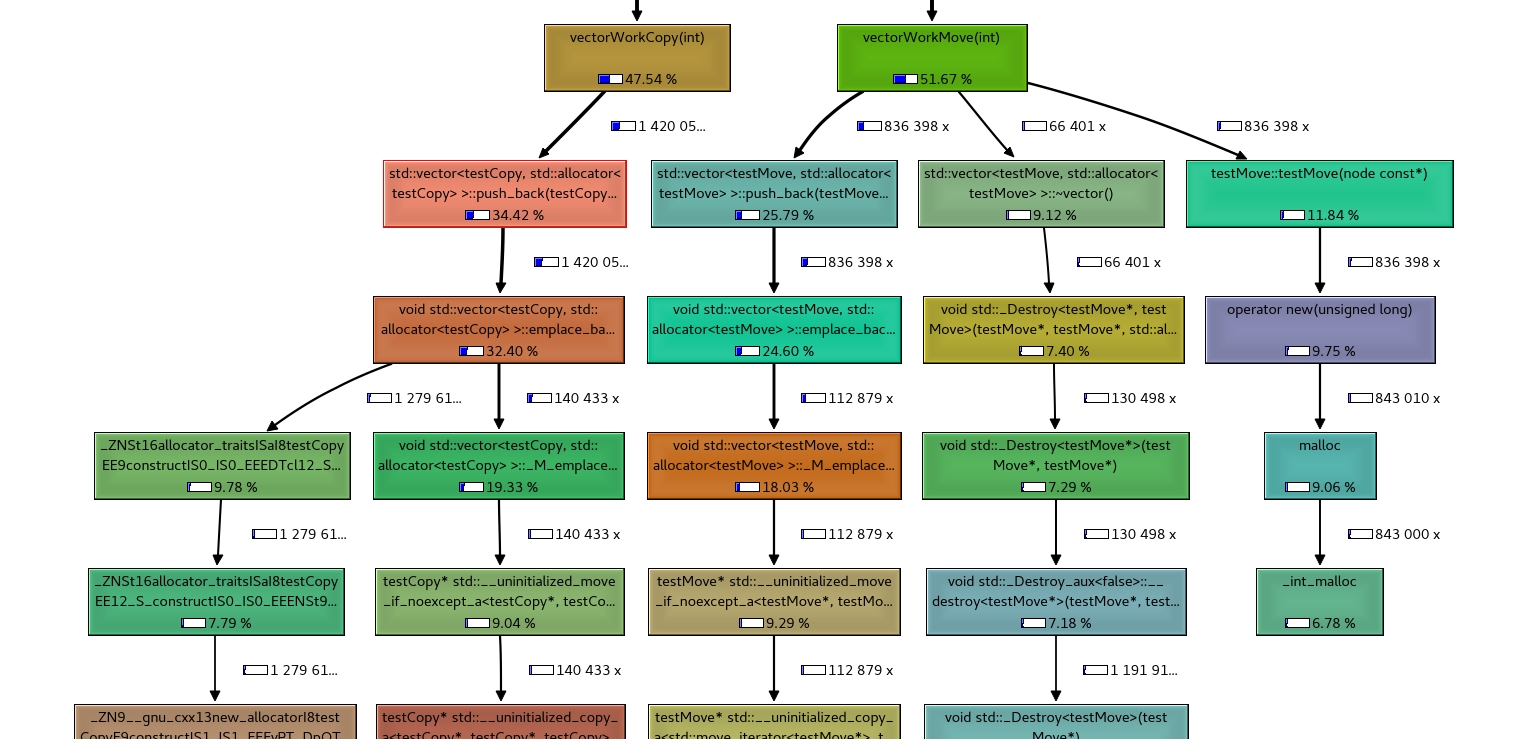 vectorWorkCopy(int)
47.54 %
vectorWorkMove(int)
51.67 %
1 420 05...
836 398 x
66 401 x
836 398 x
std::vector<testCopy, std::allocator<
testCopy> >::push_back(testCopy...
34.42 %
std::vector<testMove, std::allocator<
testMove> >::push_back(testMove...
25.79 %
std::vector<testMove, std::allocator<
testMove> >::~vector()
9.12 %
testMove::testMove(node const*)
11.84 %
1 420 05...
836 398 x
66 401 x
836 398 x
void std::vector<testCopy, std::
allocator<testCopy> >::emplace_ba...
32.40 %
void std::vector<testMove, std::
allocator<testMove> >::emplace_bac...
24.60 %
void std::_Destroy<testMove*, test
Move>(testMove*, testMove*, std::al...
7.40 %
operator new(unsigned long)
9.75 %
1 279 61...
140 433 x
112 879 x
130 498 x
843 010 x
_ZNSt16allocator_traitsISaI8testCopy
EE9constructIS0_IS0_EEEDTcl12_S...
9.78 %
void std::vector<testCopy, std::
allocator<testCopy> >::_M_emplace...
19.33 %
void std::vector<testMove, std::
allocator<testMove> >::_M_emplace...
18.03 %
void std::_Destroy<testMove*>(test
Move*, testMove*)
7.29 %
malloc
9.06 %
1 279 61...
140 433 x
112 879 x
130 498 x
843 000 x
_ZNSt16allocator_traitsISaI8testCopy
EE12_S_constructIS0_IS0_EEENSt9...
7.79 %
testCopy* std::__uninitialized_move
_if_noexcept_a<testCopy*, testCo...
9.04 %
testMove* std::__uninitialized_move
_if_noexcept_a<testMove*, testMo...
9.29 %
void std::_Destroy_aux<false>::__
destroy<testMove*>(testMove*, test...
7.18 %
_int_malloc
6.78 %
1 279 61...
140 433 x
112 879 x
1 191 91...
_ZN9__gnu_cxx13new_allocatorI8test
CopyE9constructIS1_IS1_EEEvPT_DpOT
testCopy* std::__uninitialized_copy_
a<testCopy*, testCopy*, testCopy>
testMove* std::__uninitialized_copy_
a<std::move_iterator<testMove*>, t
void std::_Destroy<testMove>(test
Move*)